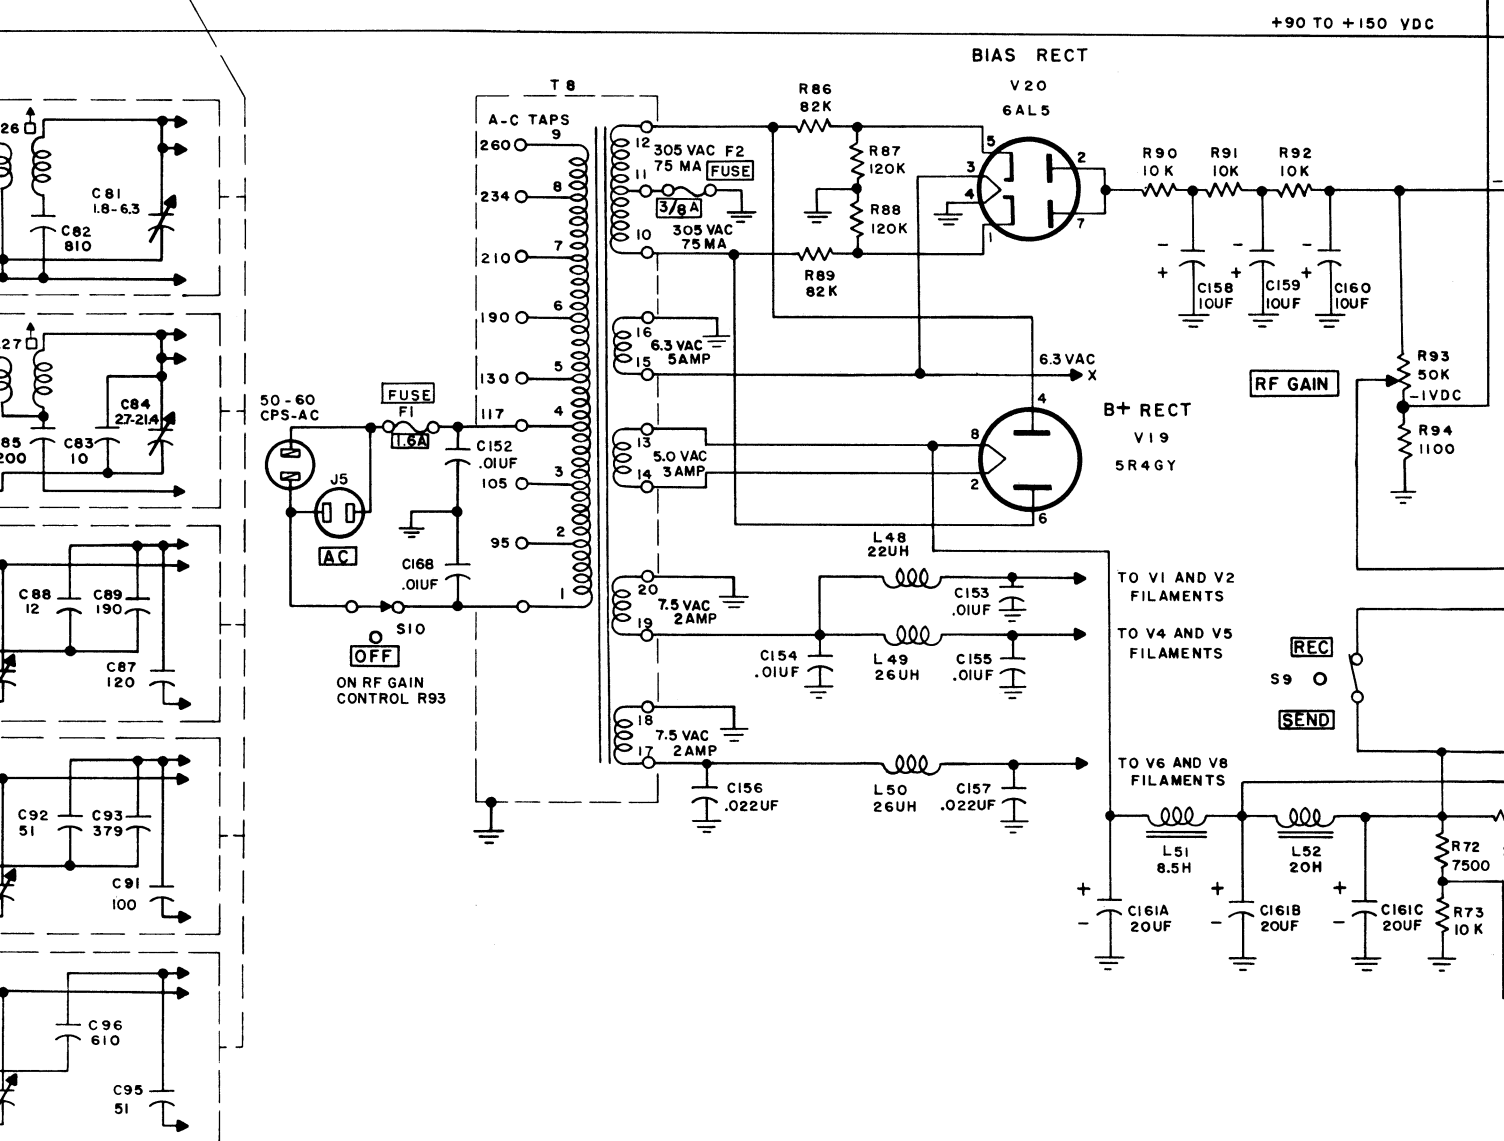 +90 TO +150 VDC
BIAS RECT
V20
6AL5
T8
A-C TAPS
9
260
8
234
7
210
6
190
5
130
4
117
3
105
2
95
1
R86
82K
12
305 VAC
75 MA
F2
FUSE
11
3/8 A
305 VAC
75MA
10
R87
120K
R88
120K
R89
82K
5
3
4
1
2
7
R90
10K
R91
10K
R92
10K
-
+
C158
10UF
-
+
C159
10UF
-
+
C160
10UF
16
6.3 VAC
5AMP
15
6.3 VAC
X
RF GAIN
R93
50K
-1VDC
R94
1100
13
5.0 VAC
3AMP
14
4
8
2
6
B+ RECT
V19
5R4GY
50-60
CPS-AC
FUSE
F1
1.6A
C152
.01UF
J5
AC
C168
.01UF
S10
OFF
ON RF GAIN
CONTROL R93
20
7.5 VAC
2AMP
19
L48
22UH
C153
.01UF
TO V1 AND V2
FILAMENTS
C154
.01UF
L49
26UH
C155
.01UF
TO V4 AND V5
FILAMENTS
18
7.5 VAC
2AMP
17
C156
.022UF
L50
26UH
C157
.022UF
TO V6 AND V8
FILAMENTS
REC
S9
SEND
L51
8.5H
L52
20H
R72
7500
R73
10K
+
-
C161A
20UF
+
-
C161B
20UF
+
-
C161C
20UF
26
C81
1.8-6.3
C82
810
27
C84
2.7-21.4
85
200
C83
10
C88
12
C89
190
C87
120
C92
51
C93
379
C91
100
C96
610
C95
51